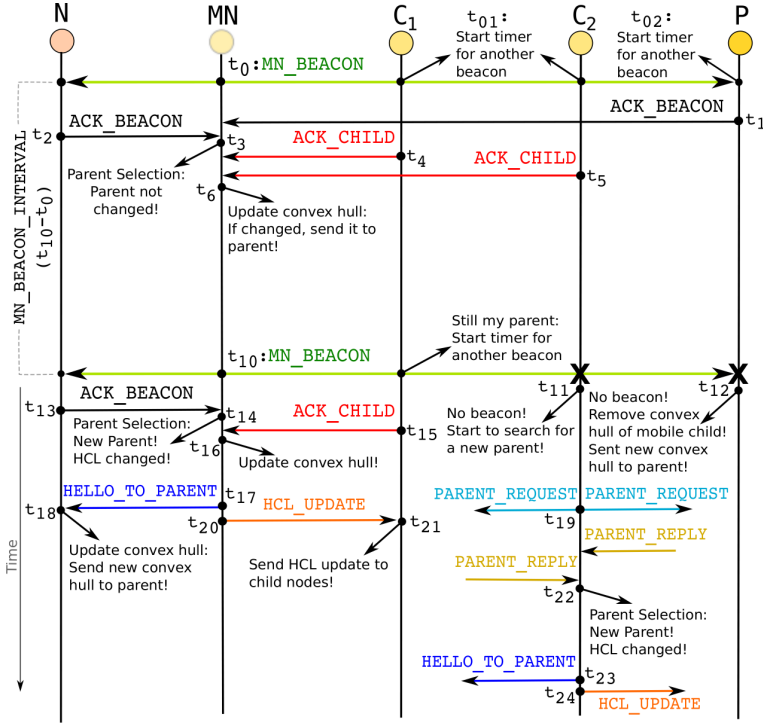 N
MN
C1
t01:
C2
t02:
P
Start timer
for another
beacon
Start timer
for another
beacon
t0:MN_BEACON
ACK_BEACON
t1
ACK_BEACON
t2
t3
ACK_CHILD
t4
ACK_CHILD
t5
Parent Selection:
Parent not
changed!
t6
Update convex hull:
If changed, send it to
parent!
MN_BEACON_INTERVAL
(t10-t0)
Still my parent:
Start timer for
another beacon
t10:MN_BEACON
X
X
t11
t12
No beacon!
Start to search for
a new parent!
No beacon!
Remove convex
hull of mobile child!
Sent new convex
hull to parent!
ACK_BEACON
t13
t14
Parent Selection:
New Parent!
HCL changed!
ACK_CHILD
t15
t16
Update convex hull!
HELLO_TO_PARENT
t17
t18
HCL_UPDATE
t20
t21
PARENT_REQUEST
PARENT_REQUEST
t19
Update convex hull:
Send new convex
hull to parent!
Send HCL update to
child nodes!
PARENT_REPLY
PARENT_REPLY
t22
Parent Selection:
New Parent!
HCL changed!
Time
HELLO_TO_PARENT
t23
t24
HCL_UPDATE